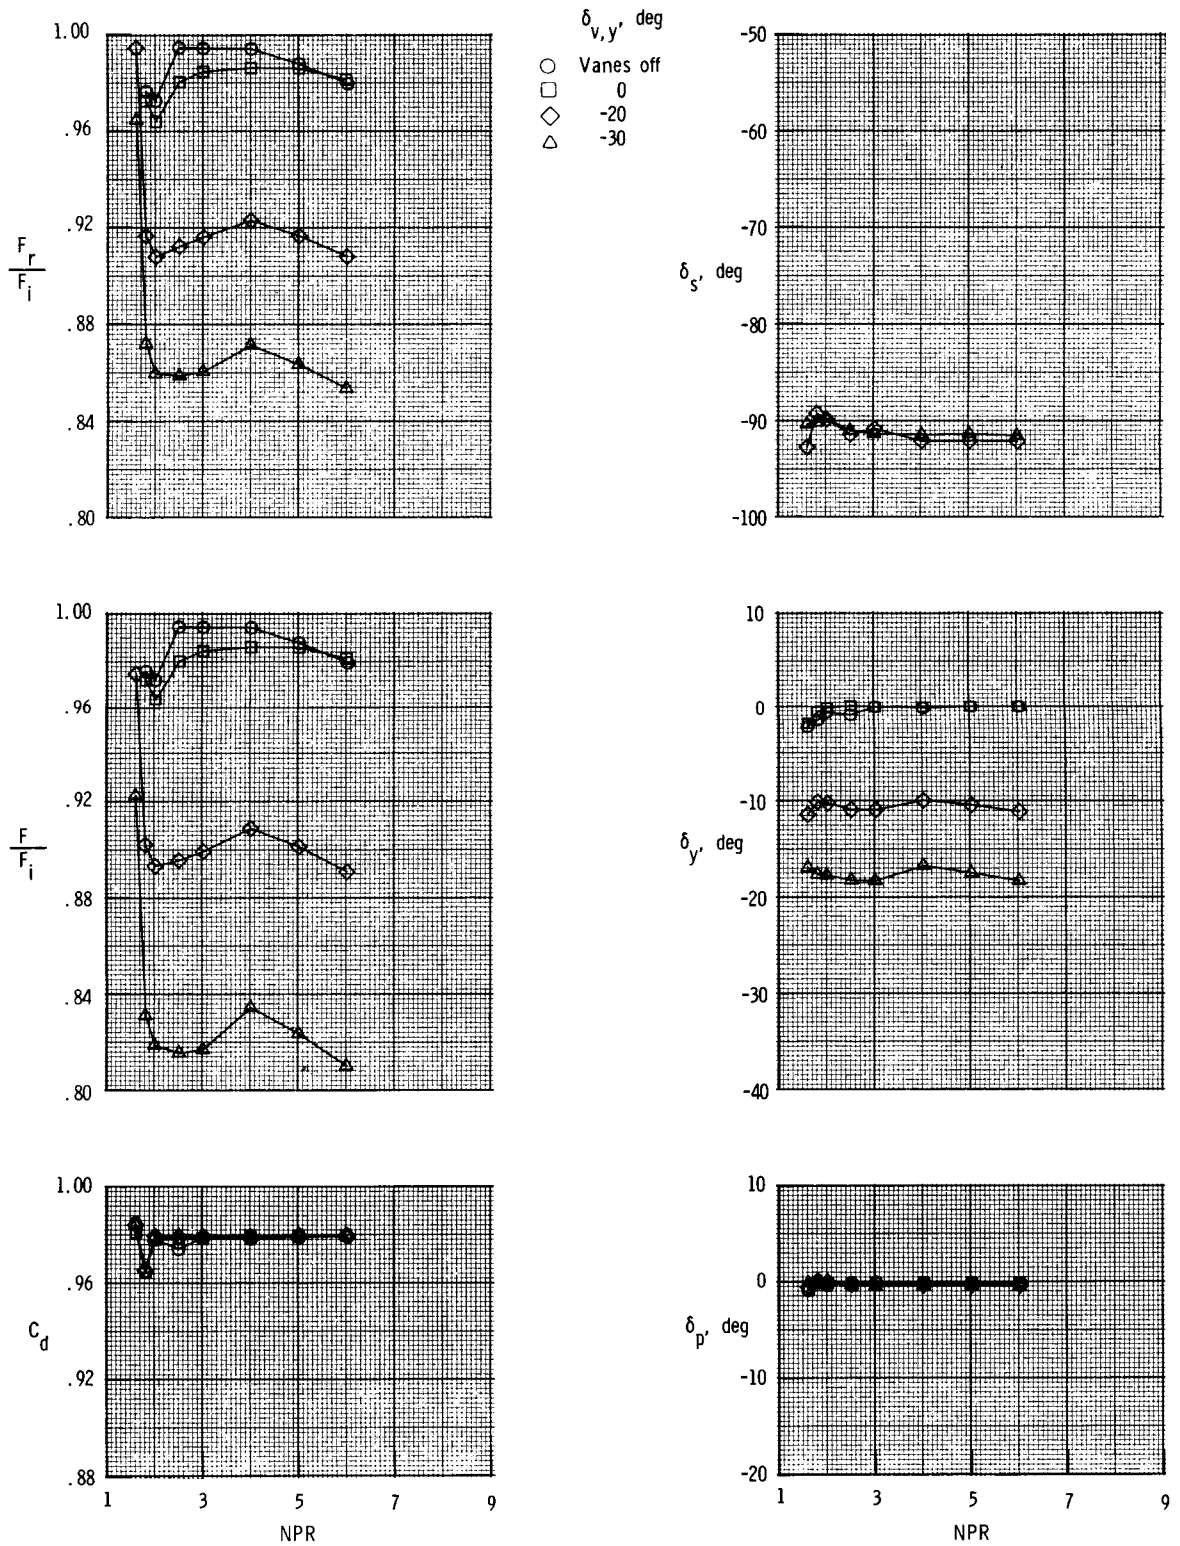 δv,y, deg
○ Vanes off
□ 0
◇ -20
△ -30
1.00
.96
.92
Fr
Fi
.88
.84
.80
-50
-60
-70
δs, deg
-80
-90
-100
1.00
.96
.92
F
Fi
.88
.84
.80
10
0
-10
δy, deg
-20
-30
-40
1.00
.96
Cd
.92
.88
1 3 5 7 9
NPR
10
0
δp, deg
-10
-20
1 3 5 7 9
NPR